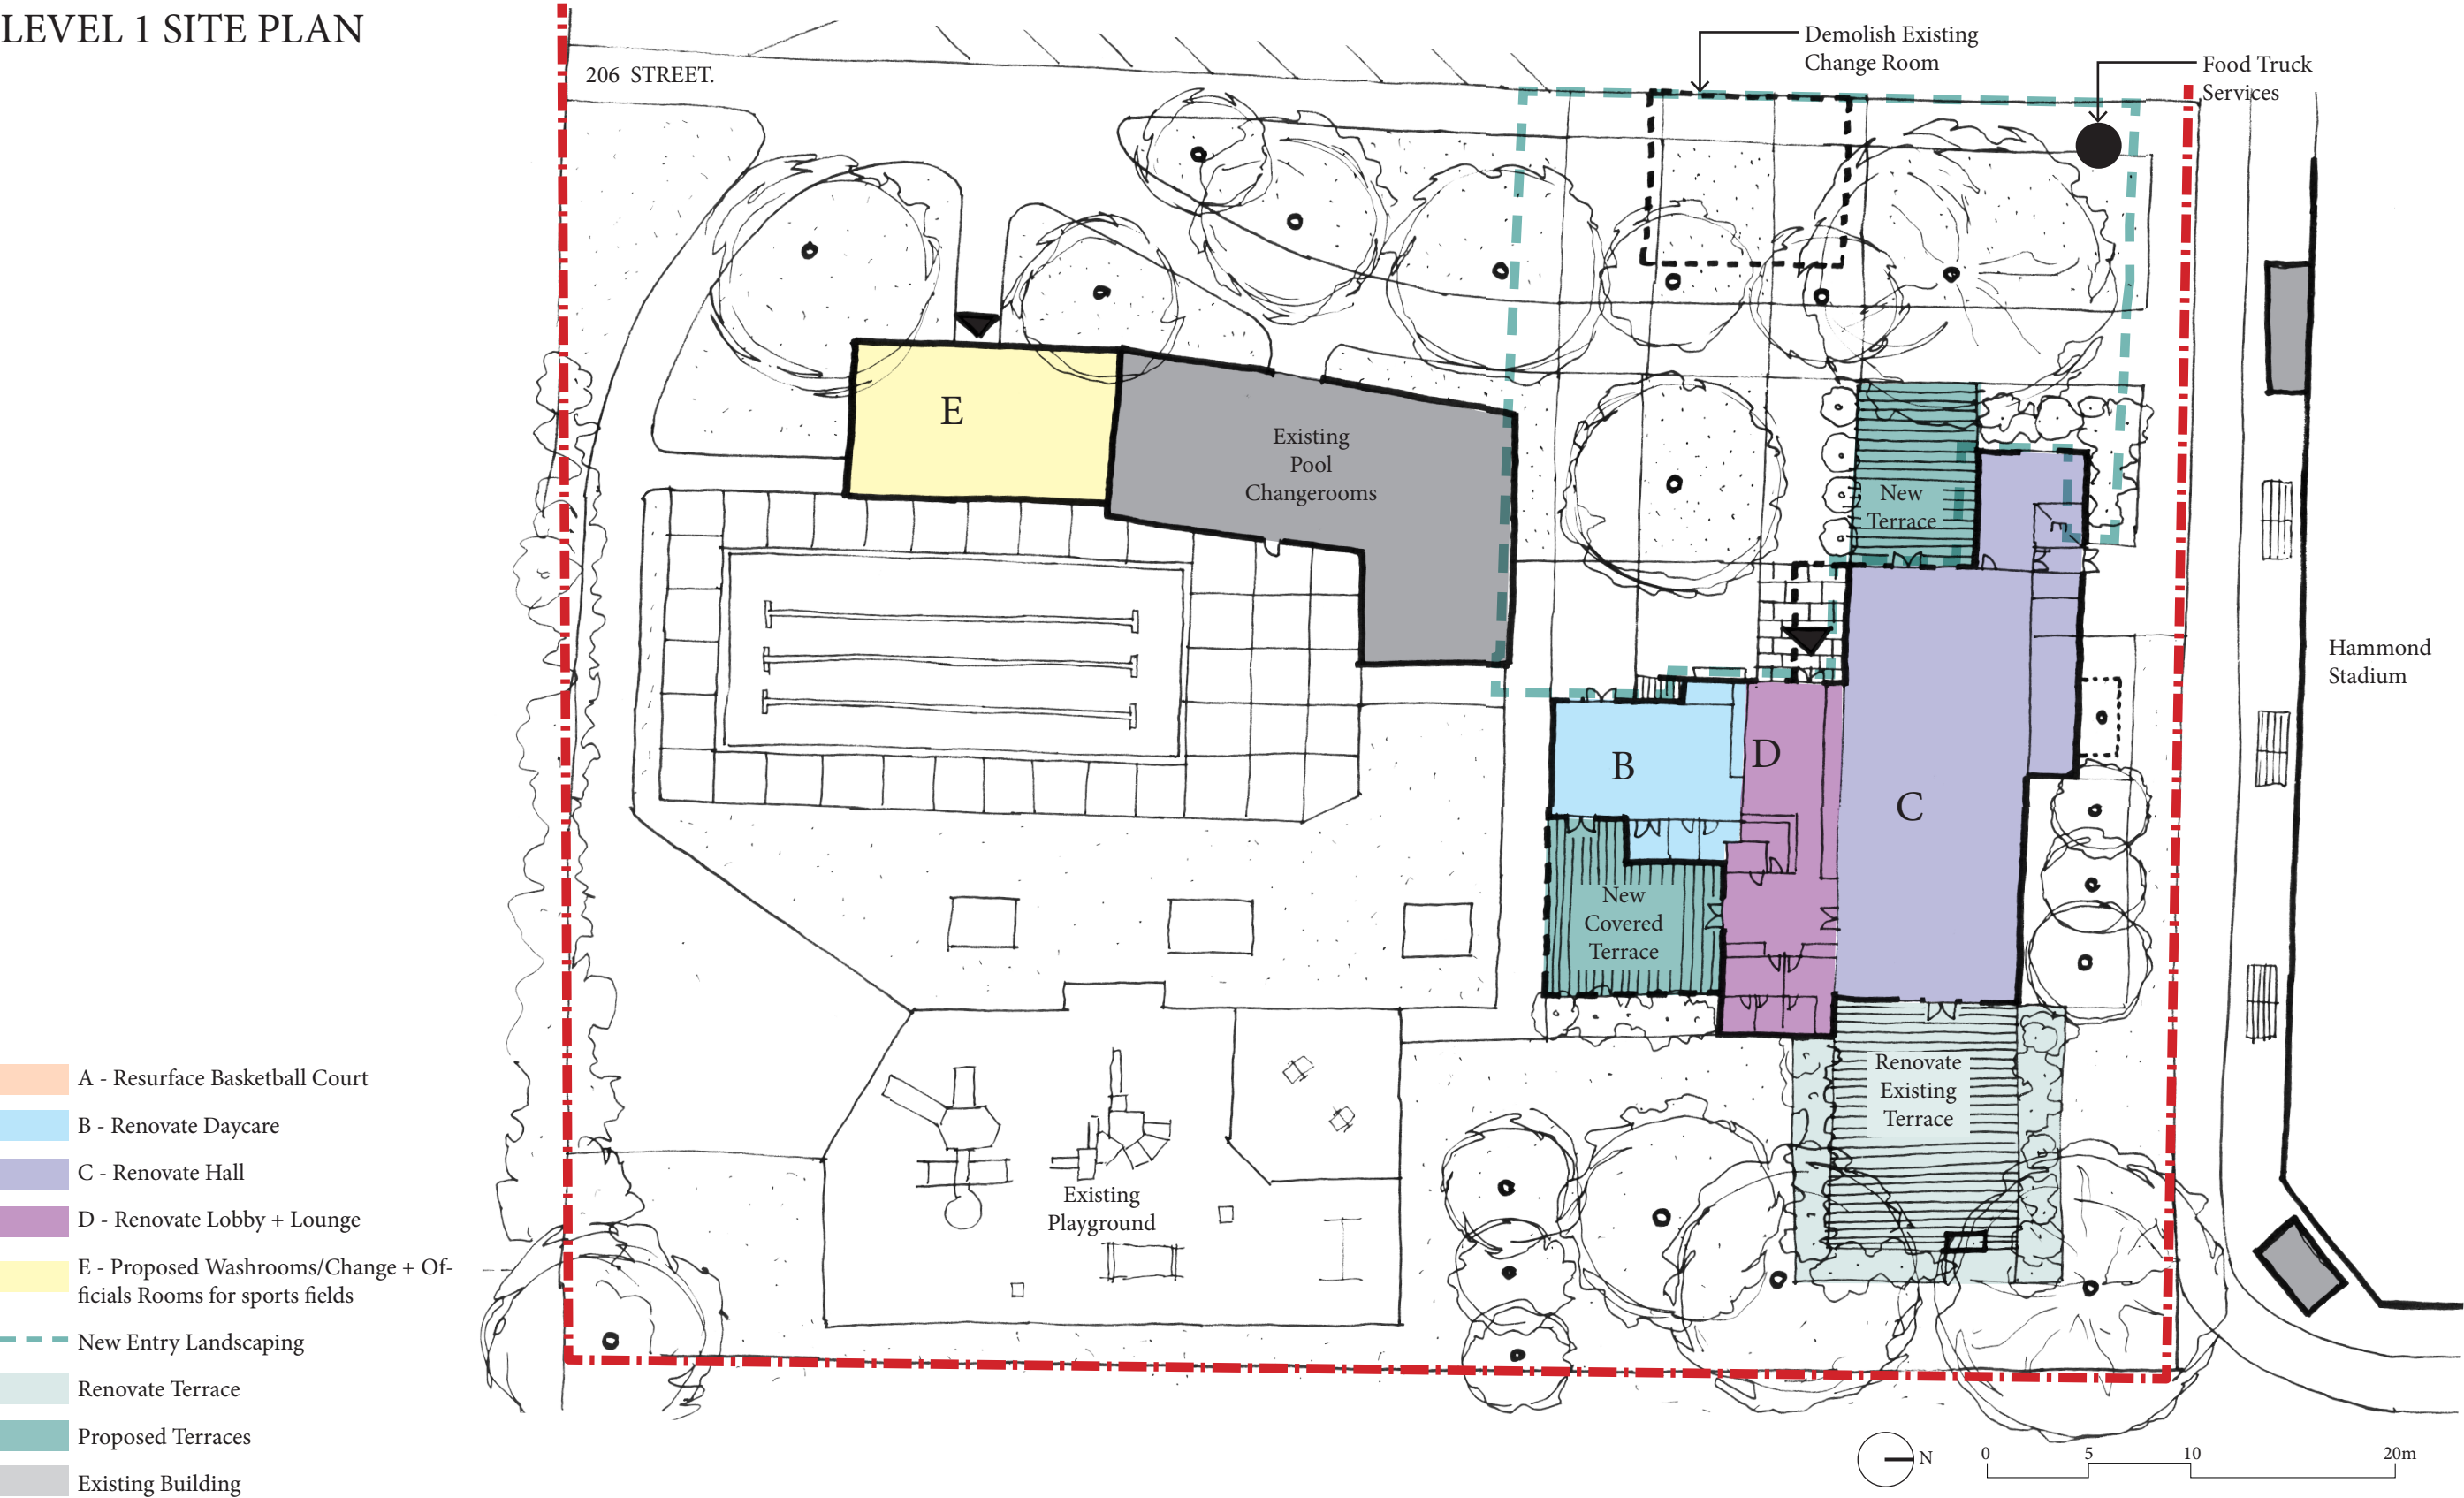 LEVEL 1 SITE PLAN
206 STREET.
Demolish Existing
Change Room
Food Truck
Services
E
Existing
Pool
Changerooms
New
Terrace
E
Hammond
Stadium
B
D
C
New
Covered
Terrace
Renovate
Existing
Terrace
Existing
Playground
A - Resurface Basketball Court
B - Renovate Daycare
C - Renovate Hall
D - Renovate Lobby + Lounge
E - Proposed Washrooms/Change + Of-
ficials Rooms for sports fields
New Entry Landscaping
Renovate Terrace
Proposed Terraces
Existing Building
N
0 5 10 20m